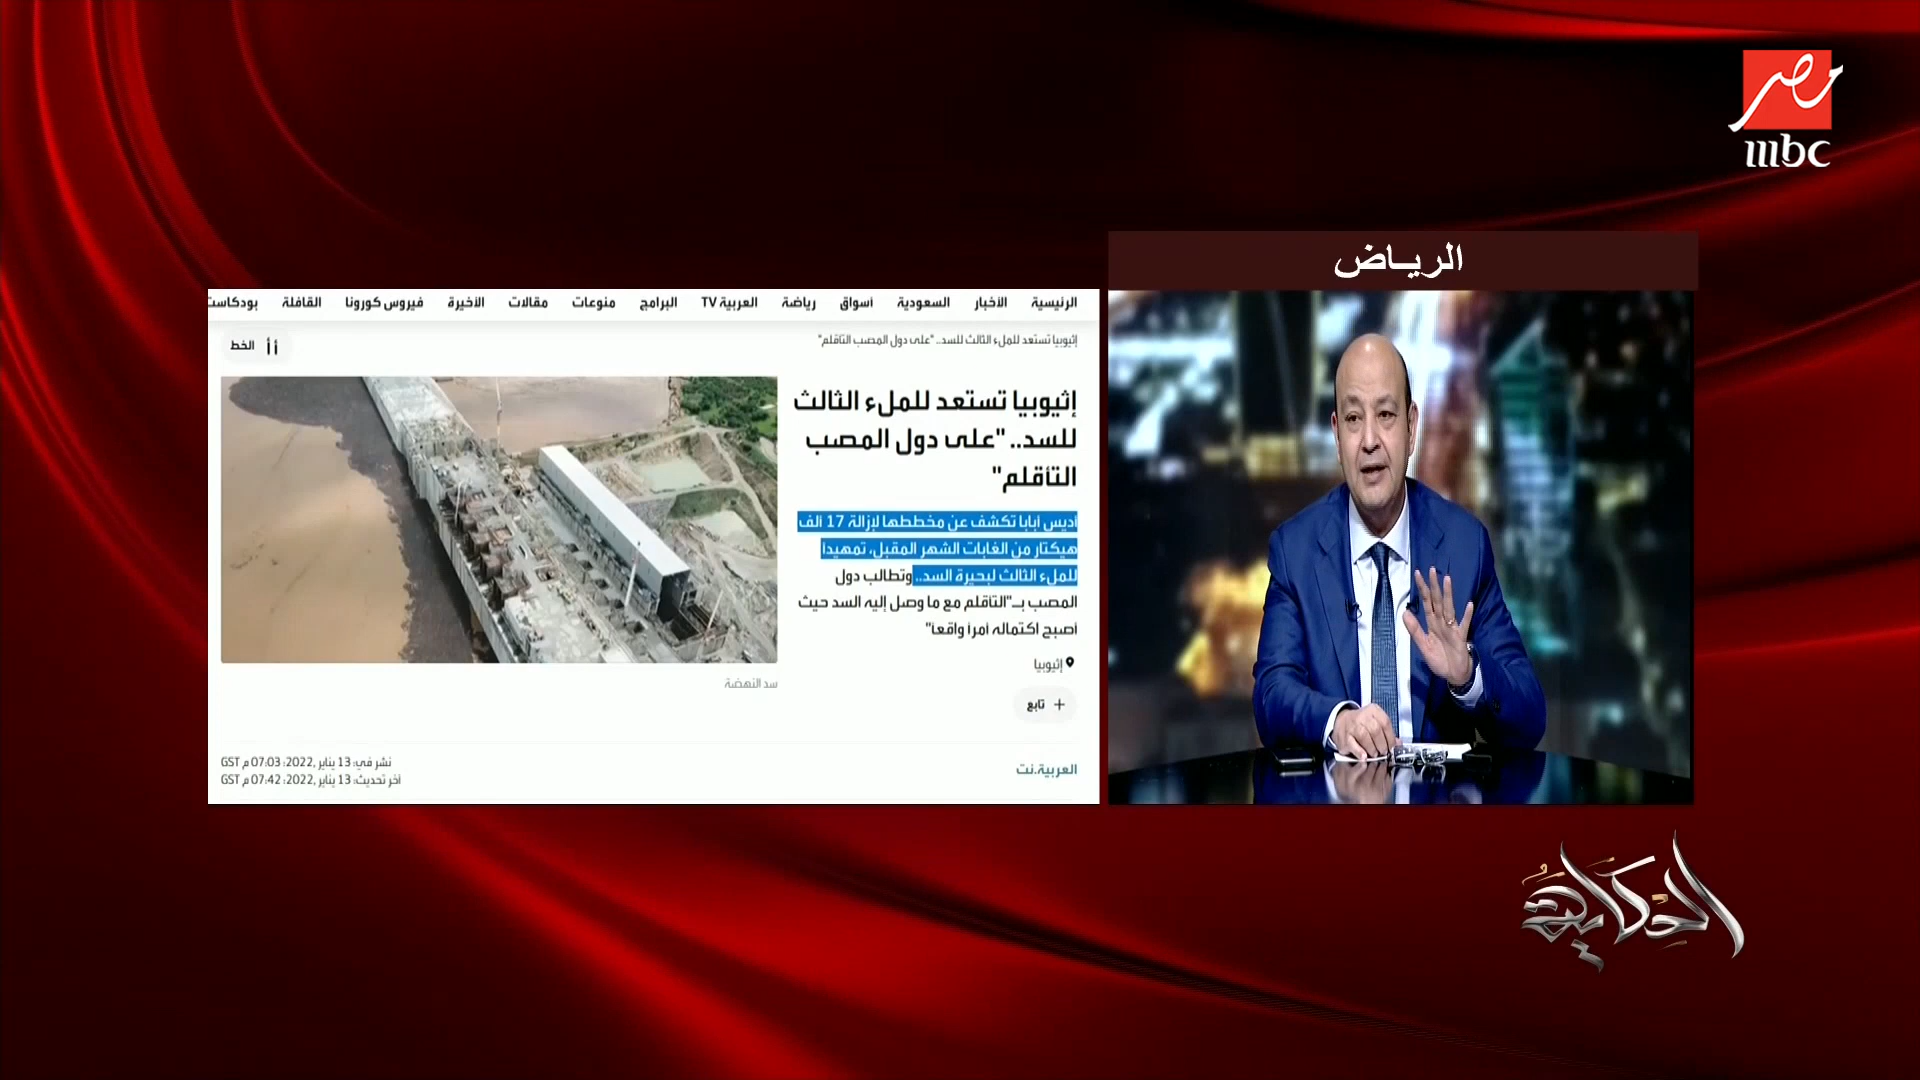 مصر
mbc
الرياض
الرئيسية الأخبار السعودية أسواق رياضة العربية TV البرامج منوعات مقالات الأخيرة فيروس كورونا القافلة بودكاست
إثيوبيا تستعد للملء الثالث للسد.. "على دول المصب التأقلم"
أأ الخط
إثيوبيا تستعد للملء الثالث
للسد.. "على دول المصب
التأقلم"
أديس أبابا تكشف عن مخططها لإزالة 17 ألف
هيكتار من الغابات الشهر المقبل، تمهيداً
للملء الثالث لبحيرة السد.. وتطالب دول
المصب بـ"التأقلم مع ما وصل إليه السد حيث
أصبح اكتماله أمراً واقعاً"
إثيوبيا
+ تابع
سد النهضة
العربية.نت
نشر في: 13 يناير ,2022: 07:03 م GST
آخر تحديث: 13 يناير ,2022: 07:42 م GST
الحكاية